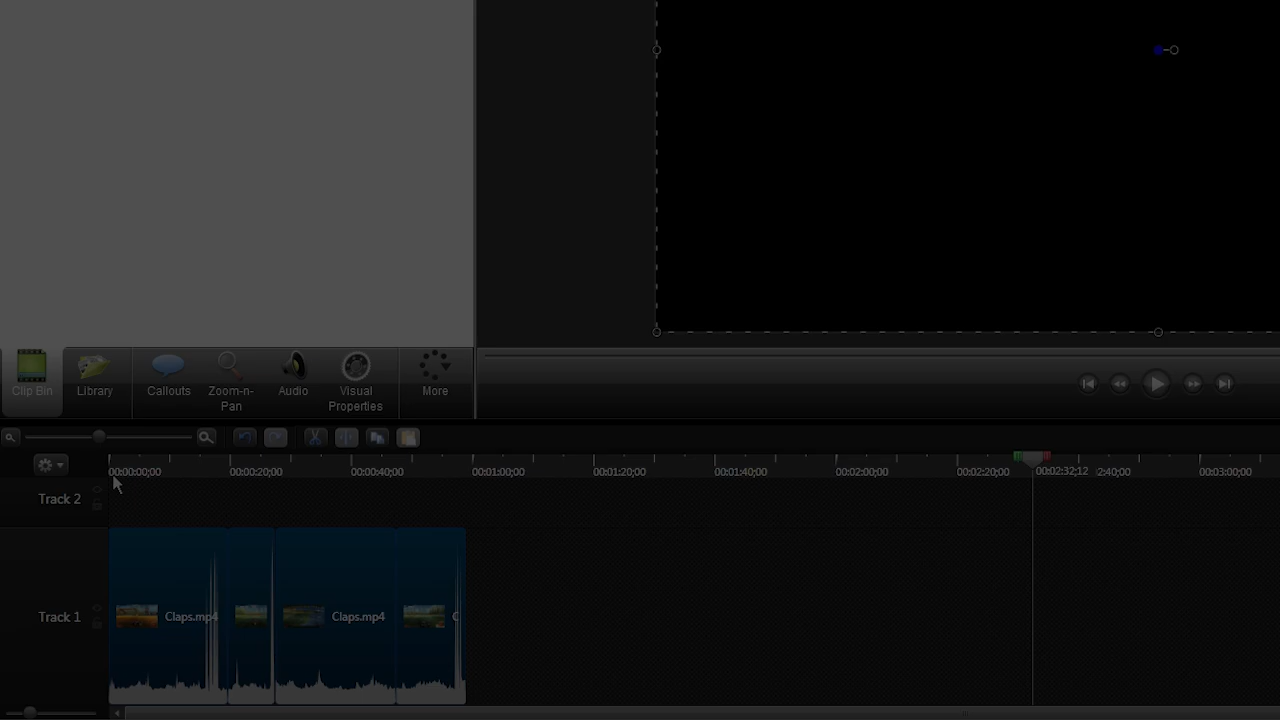 Clip Bin
Library
Callouts
Zoom-n-
Pan
Audio
Visual
Properties
More
00:00:00;00
00:00:20;00
00:00:40;00
00:01:00;00
00:01:20;00
00:01:40;00
00:02:00;00
00:02:20;00
00:02:32;12
2:40;00
00:03:00;00
Track 2
Track 1
Claps.mp4
Claps.mp4
C